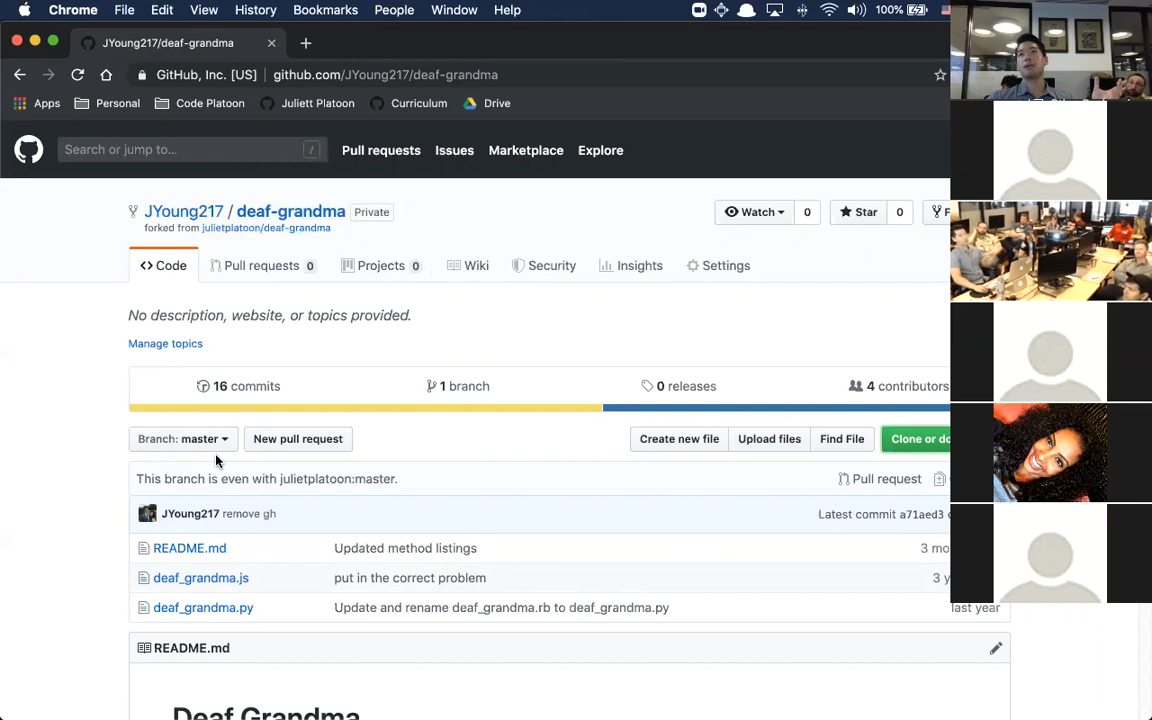 Chrome File Edit View History Bookmarks People Window Help 100%
JYoung217/deaf-grandma
GitHub, Inc. [US] github.com/JYoung217/deaf-grandma
Apps Personal Code Platoon Juliett Platoon Curriculum Drive
Search or jump to... / Pull requests Issues Marketplace Explore
JYoung217 / deaf-grandma Private Watch 0 Star 0
forked from julietplatoon/deaf-grandma
Code Pull requests 0 Projects 0 Wiki Security Insights Settings
No description, website, or topics provided.
Manage topics
16 commits 1 branch 0 releases 4 contributors
Branch: master New pull request Create new file Upload files Find File Clone or do
This branch is even with julietplatoon:master. Pull request
JYoung217 remove gh Latest commit a71aed3
README.md Updated method listings 3 mo
deaf_grandma.js put in the correct problem 3 y
deaf_grandma.py Update and rename deaf_grandma.rb to deaf_grandma.py last year
README.md
Deaf Grandma